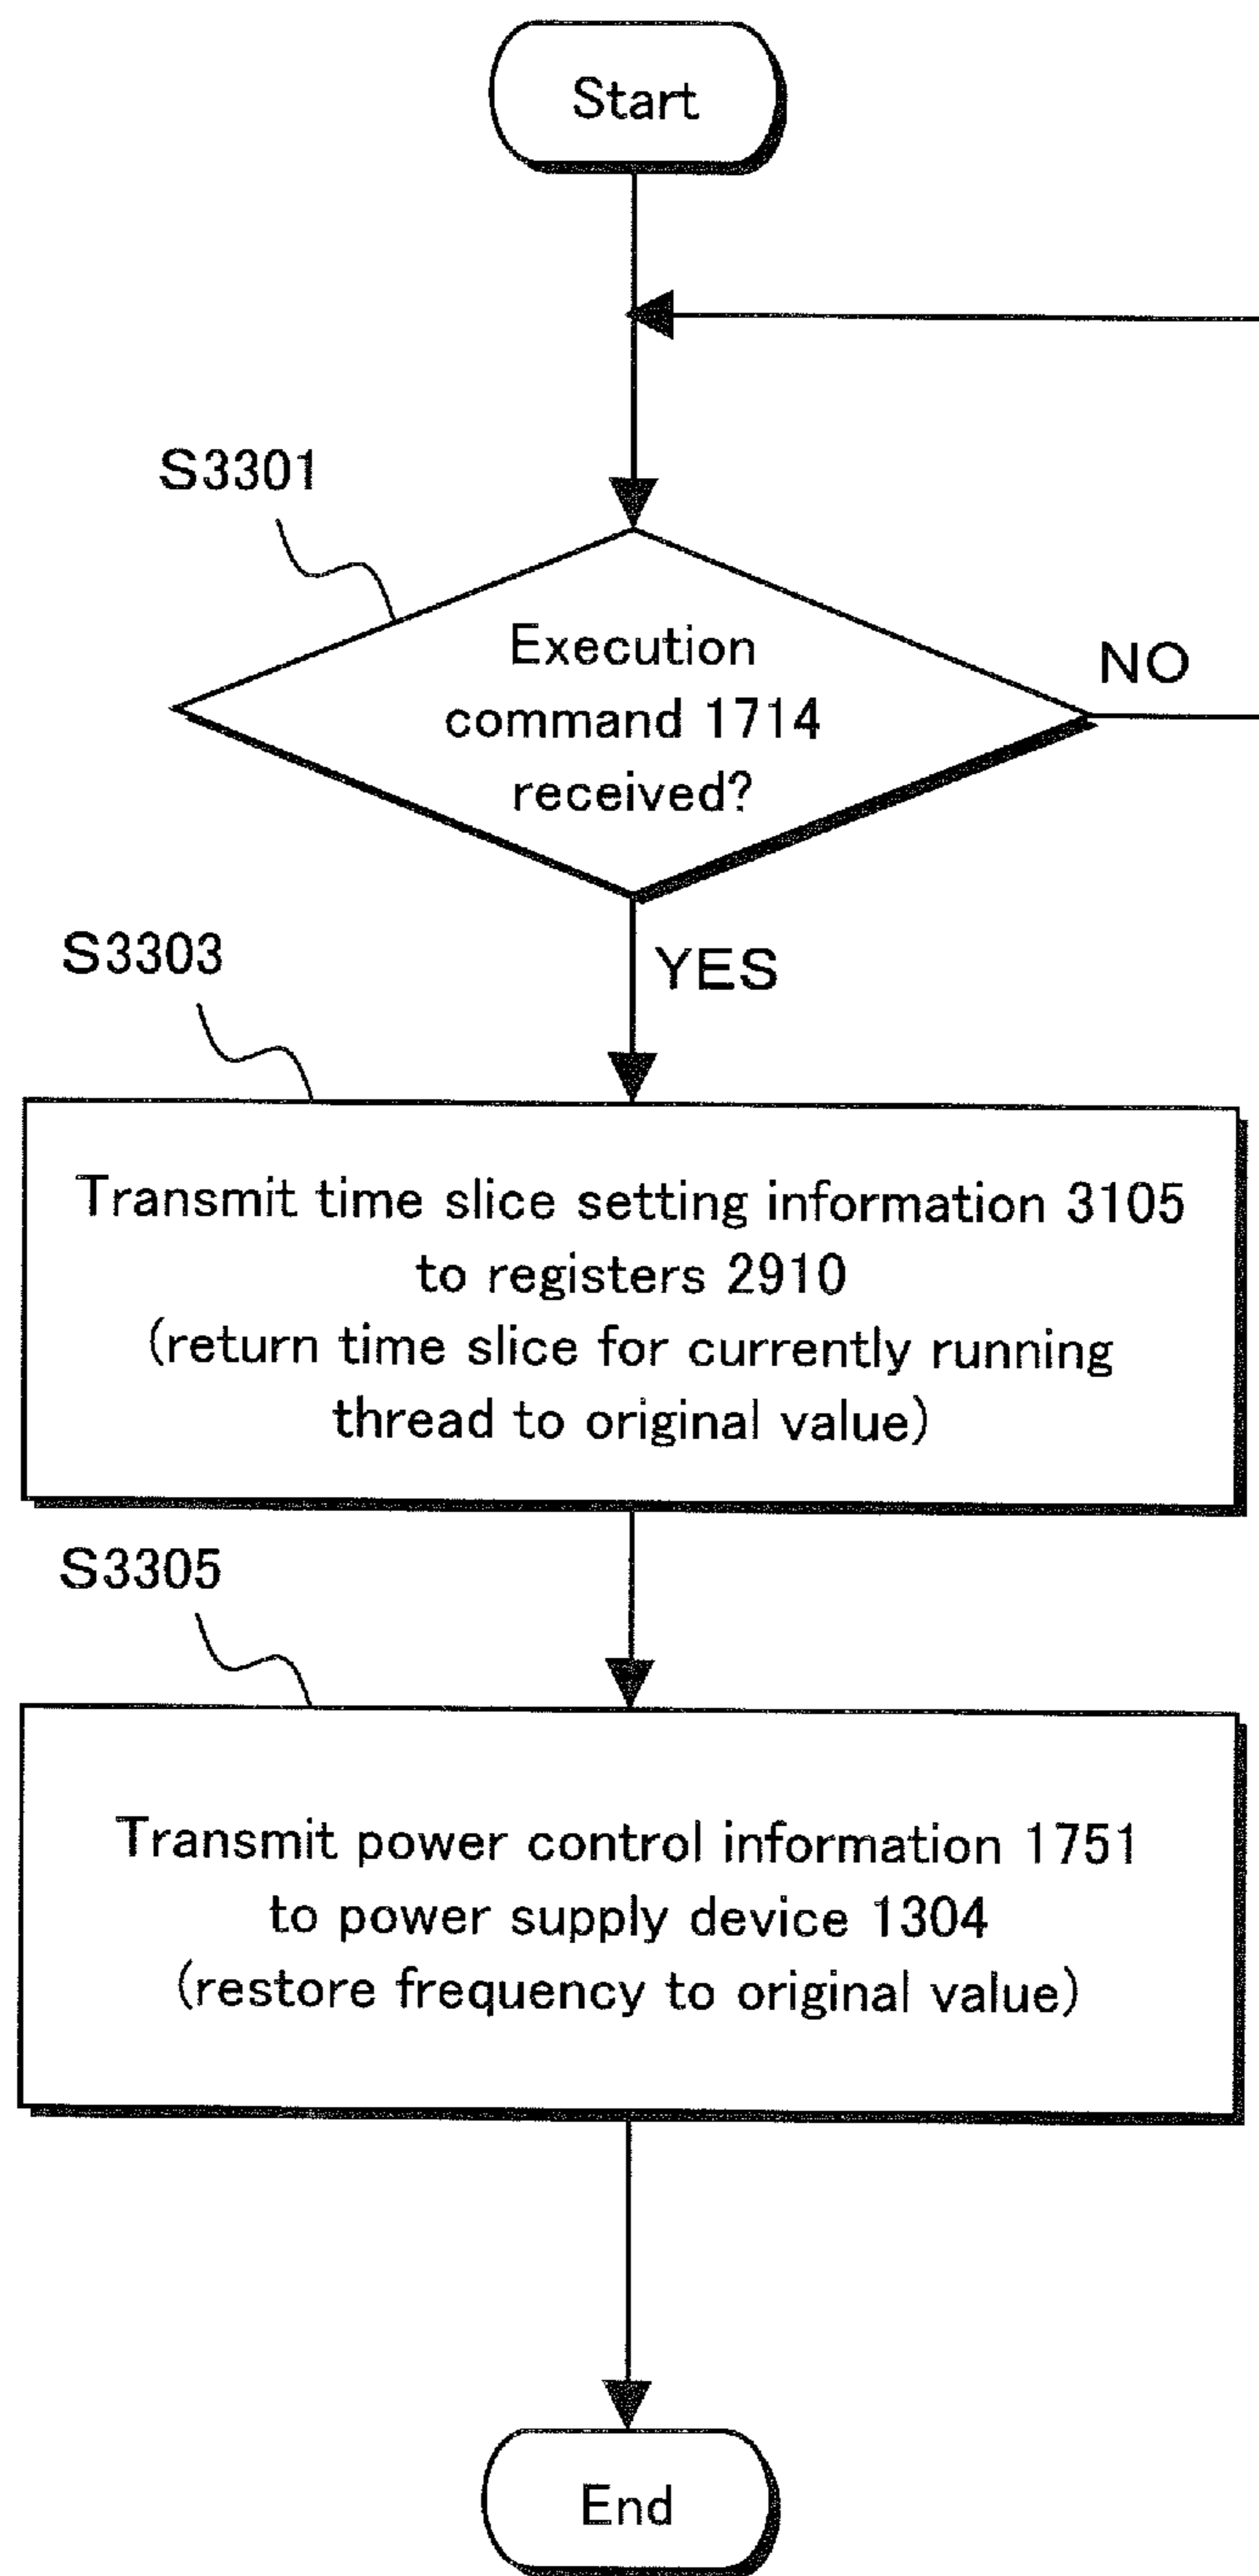 Start
S3301
Execution
command 1714
received?
NO
YES
S3303
Transmit time slice setting information 3105
to registers 2910
(return time slice for currently running
thread to original value)
S3305
Transmit power control information 1751
to power supply device 1304
(restore frequency to original value)
End